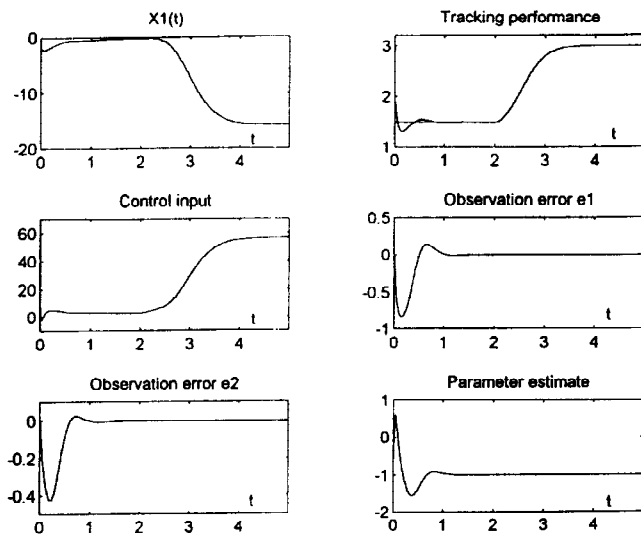 X1(t)
0
-10
-20
0 1 2 3 4
t
Tracking performance
3
2
1
0 1 2 3 4
t
Control input
60
40
20
0
0 1 2 3 4
t
Observation error e1
0.5
0
-0.5
-1
0 1 2 3 4
t
Observation error e2
0
-0.2
-0.4
0 1 2 3 4
t
Parameter estimate
1
0
-1
-2
0 1 2 3 4
t